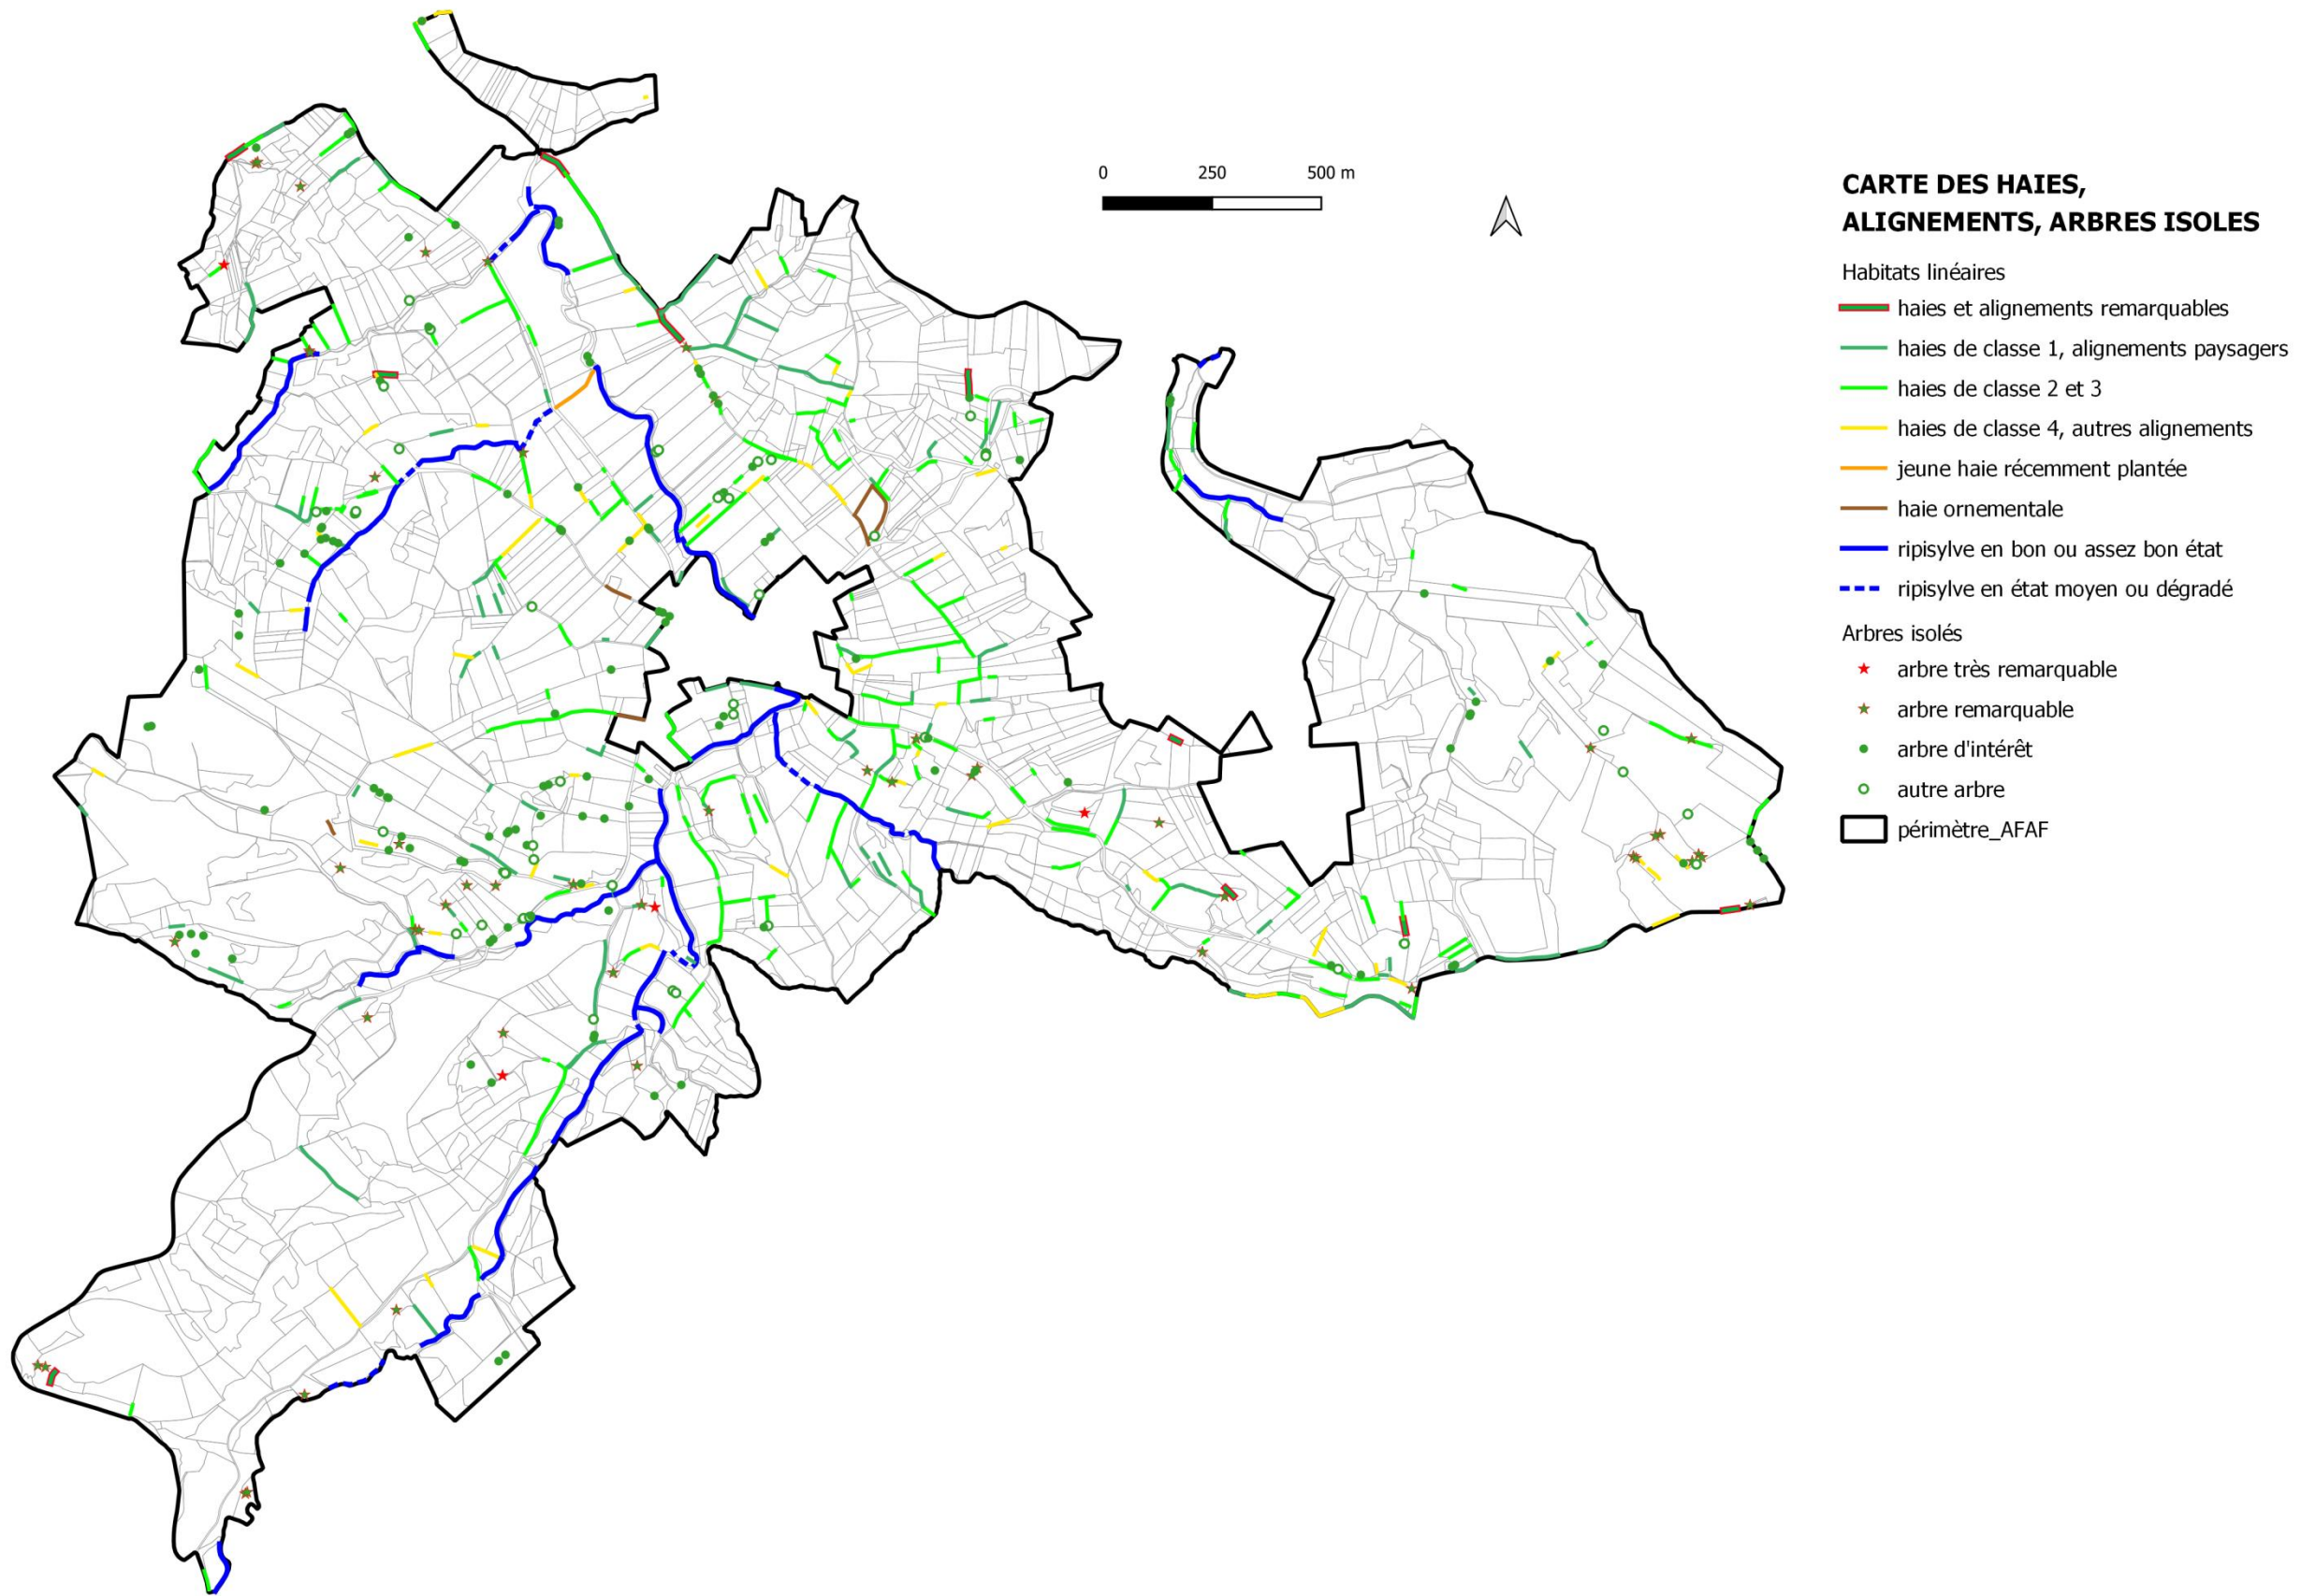 0 250 500 m
CARTE DES HAIES,
ALIGNEMENTS, ARBRES ISOLES
Habitats linéaires
haies et alignements remarquables
haies de classe 1, alignements paysagers
haies de classe 2 et 3
haies de classe 4, autres alignements
jeune haie récemment plantée
haie ornementale
ripisylve en bon ou assez bon état
ripisylve en état moyen ou dégradé
Arbres isolés
arbre très remarquable
arbre remarquable
arbre d'intérêt
autre arbre
périmètre_AFAF